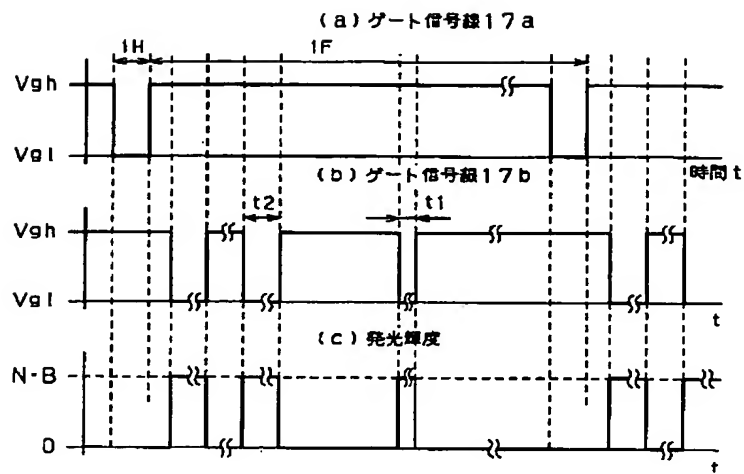 (a)ゲート信号線17a
1H
1F
Vgh
Vgl
時間t
(b)ゲート信号線17b
t2
t1
Vgh
Vgl
t
(c)発光輝度
N・B
0
t